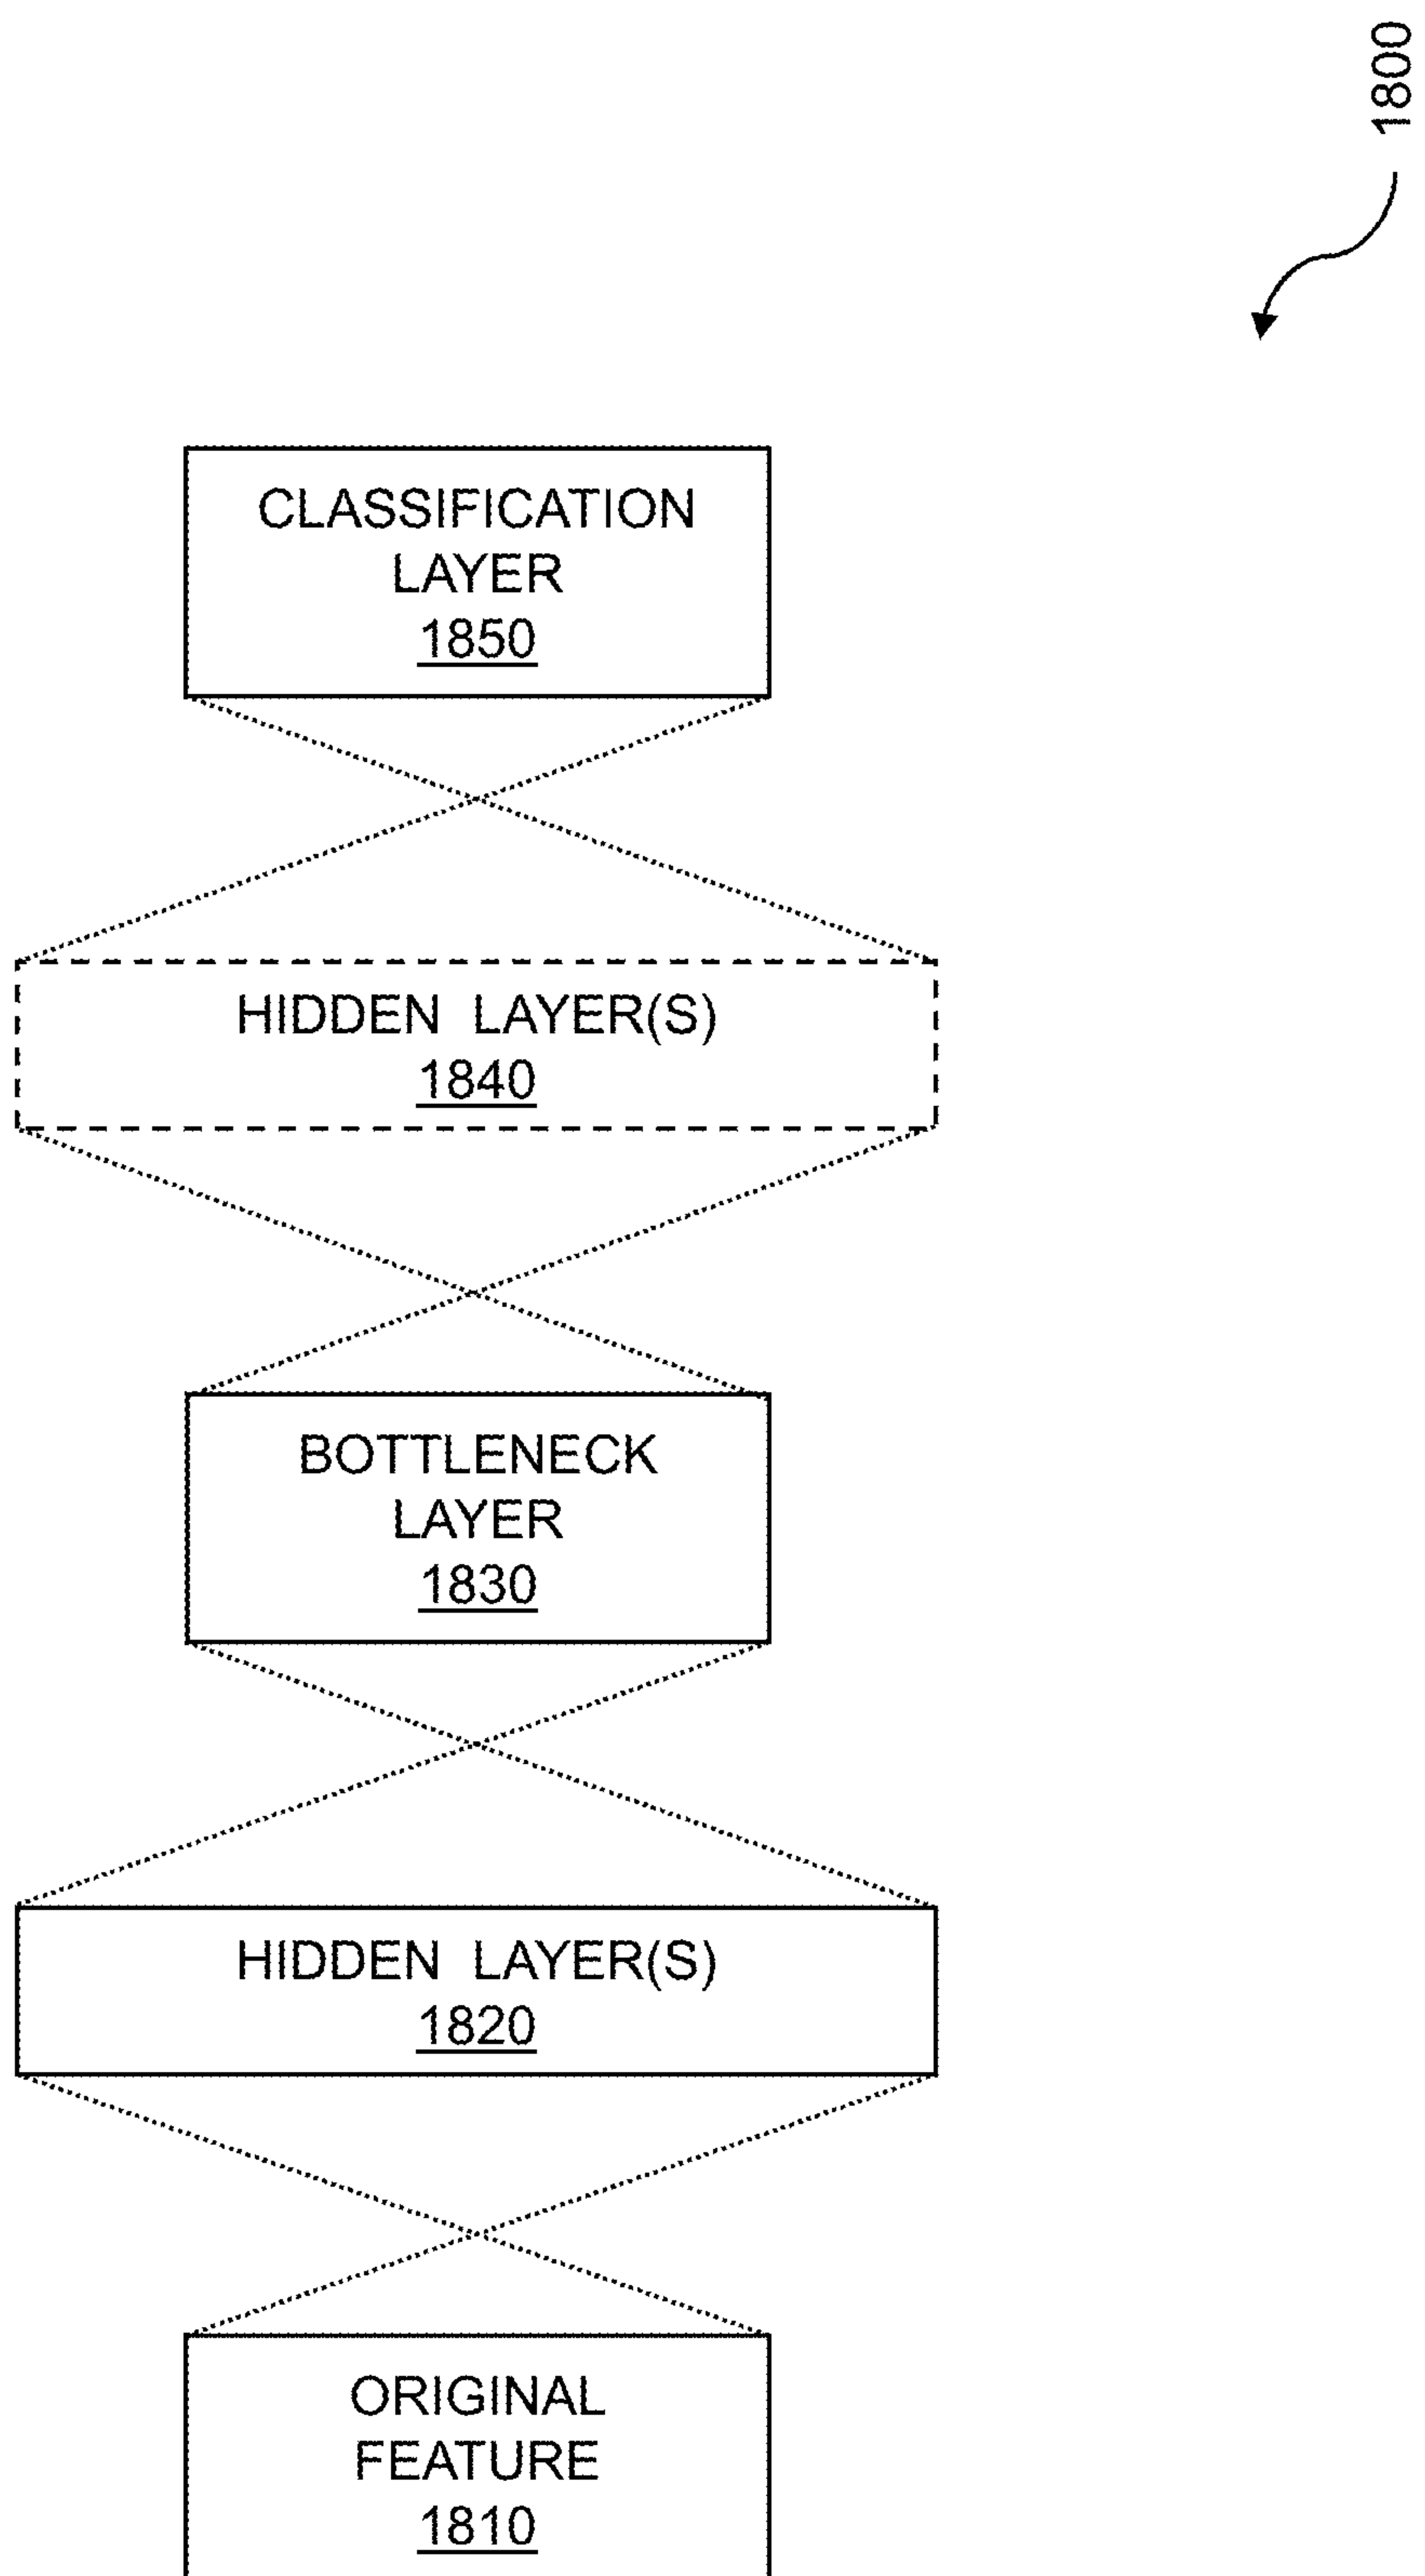 1800
CLASSIFICATION
LAYER
1850
HIDDEN LAYER(S)
1840
BOTTLENECK
LAYER
1830
HIDDEN LAYER(S)
1820
ORIGINAL
FEATURE
1810